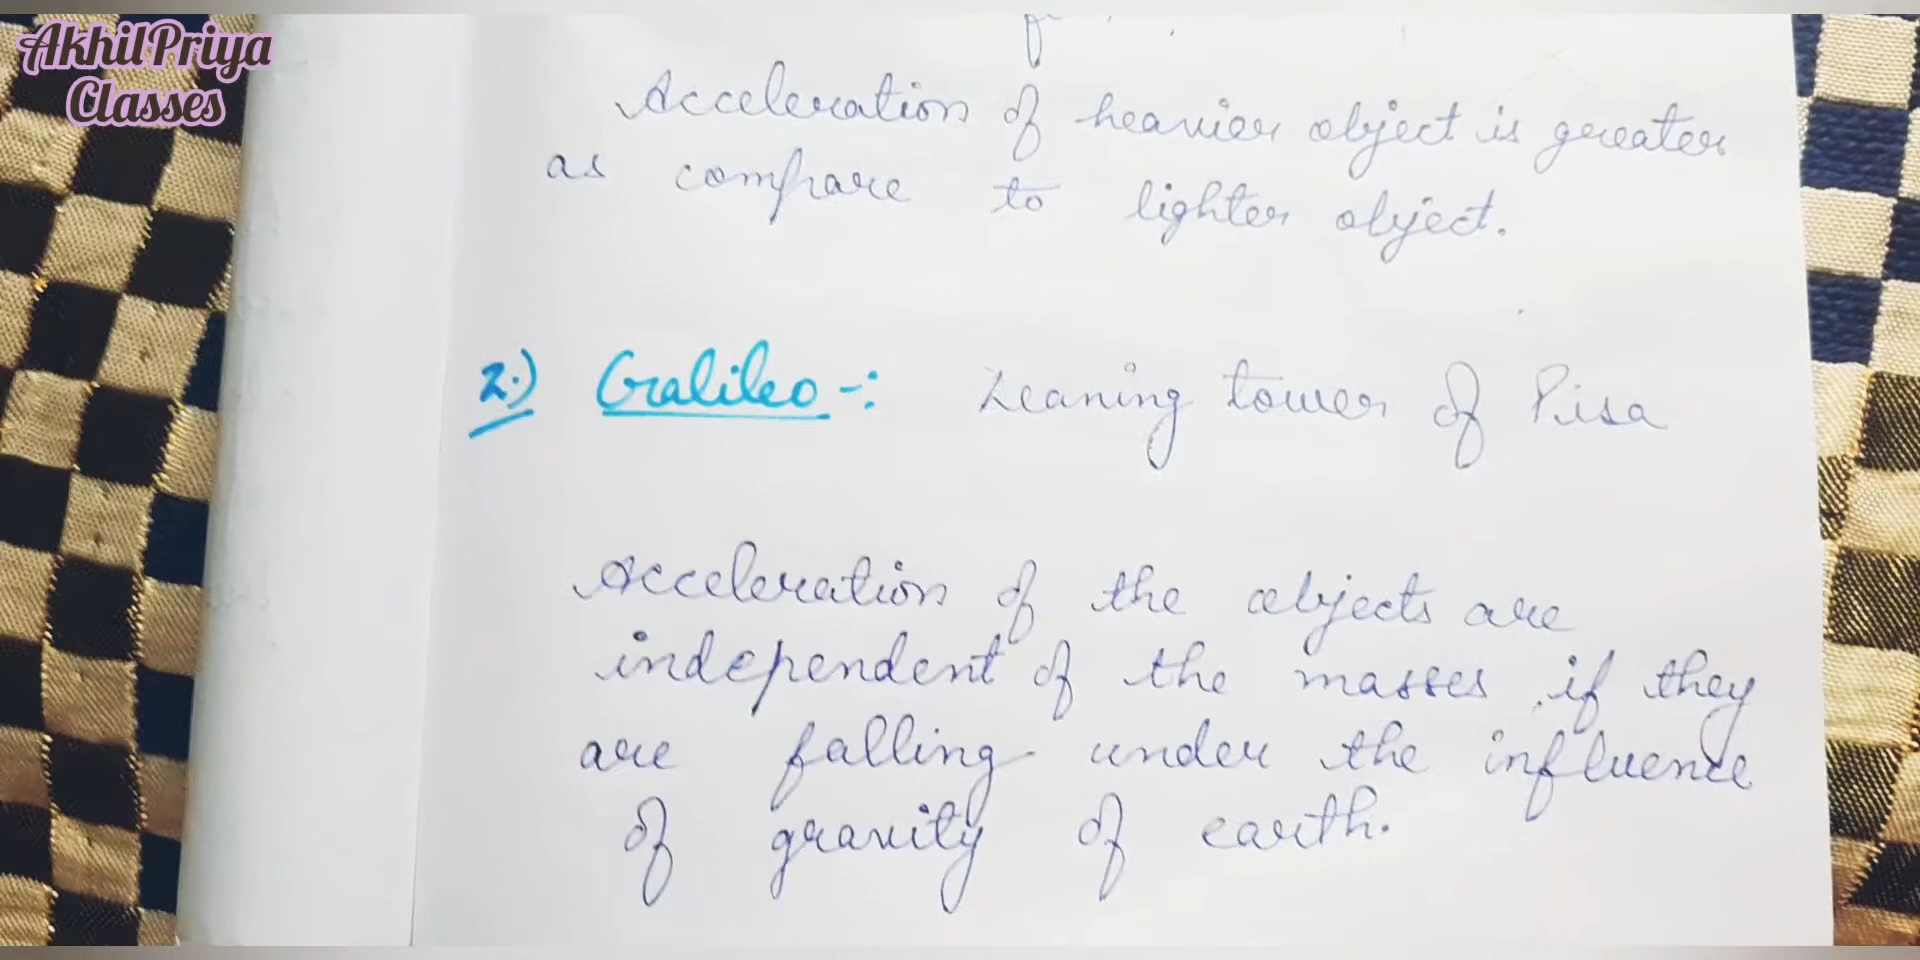 AkhilPriya
Classes
Acceleration of heavier object is greater
as compare to lighter object.
2.) Galileo -: Leaning tower of Pisa
Acceleration of the objects are
independent of the masses if they
are falling under the influence
of gravity of earth.